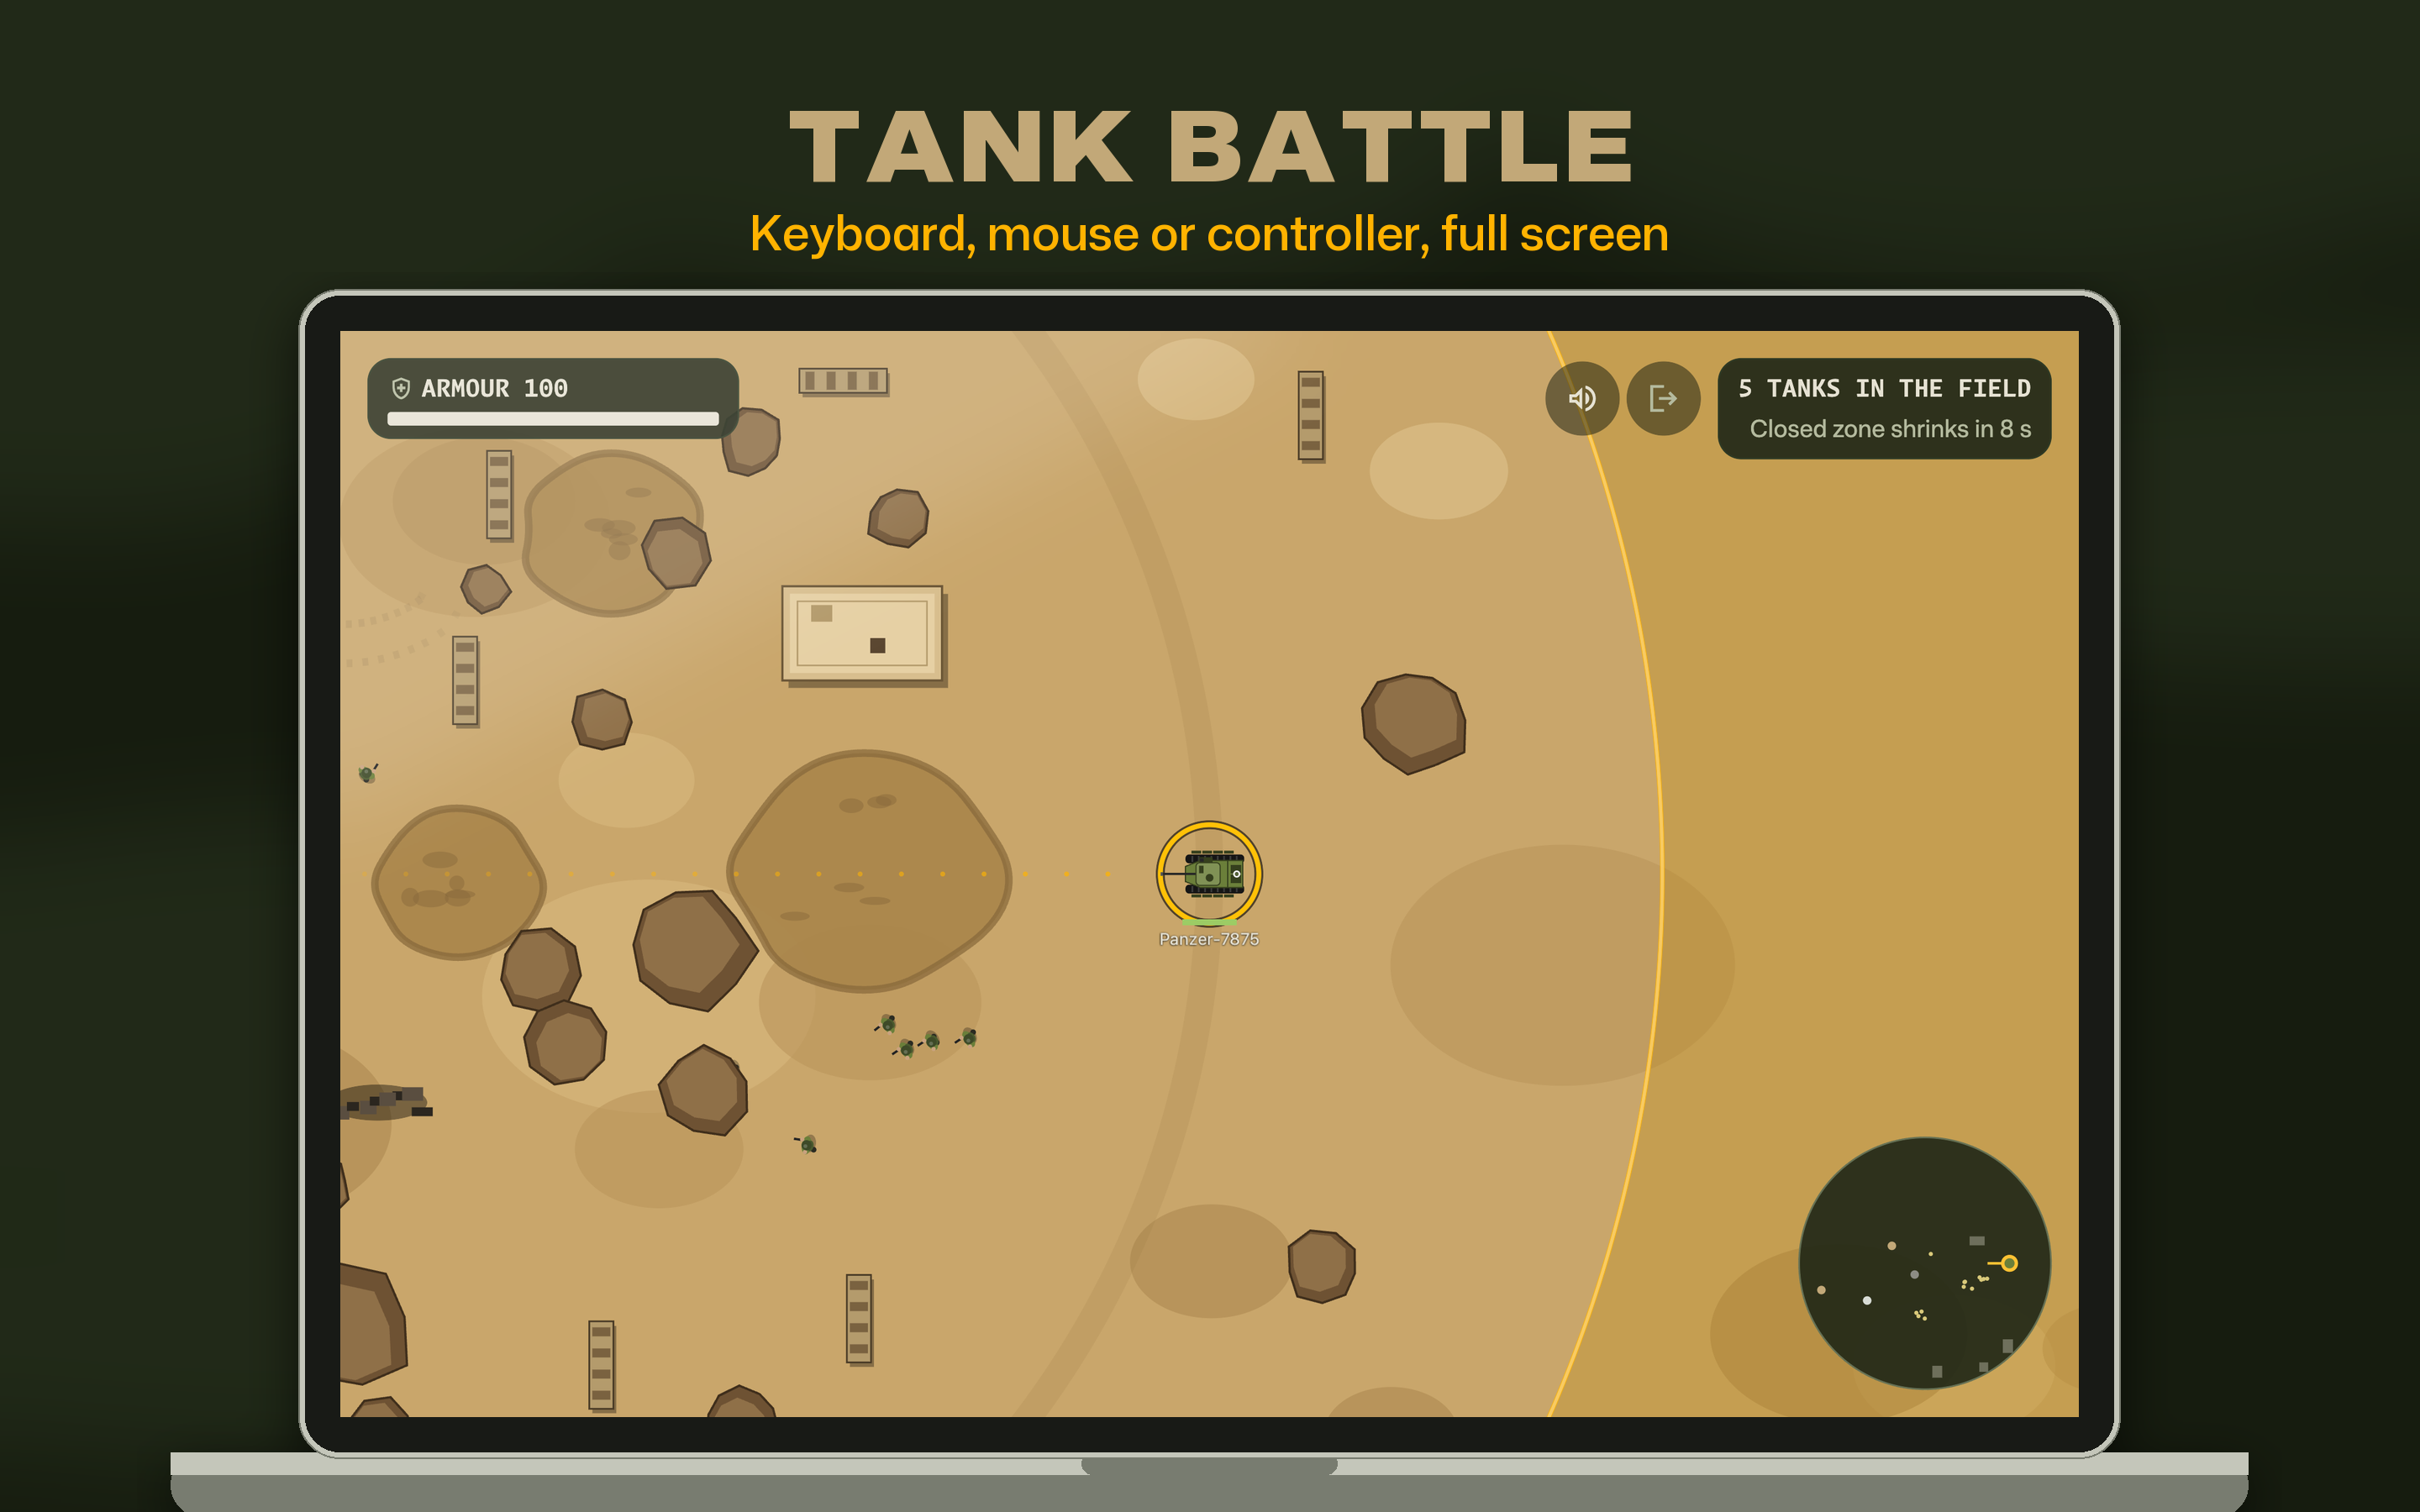 TANK BATTLE
Keyboard, mouse or controller, full screen
ARMOUR 100
5 TANKS IN THE FIELD
Closed zone shrinks in 8 s
Panzer-7875